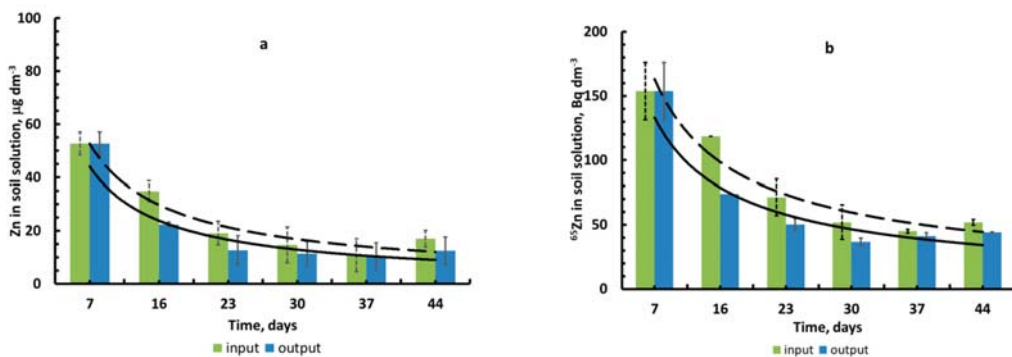 a
Zn in soil solution, µg dm-3
100
80
60
40
20
0
7 16 23 30 37 44
Time, days
input output
b
65Zn in soil solution, Bq dm-3
200
150
100
50
0
7 16 23 30 37 44
Time, days
input output